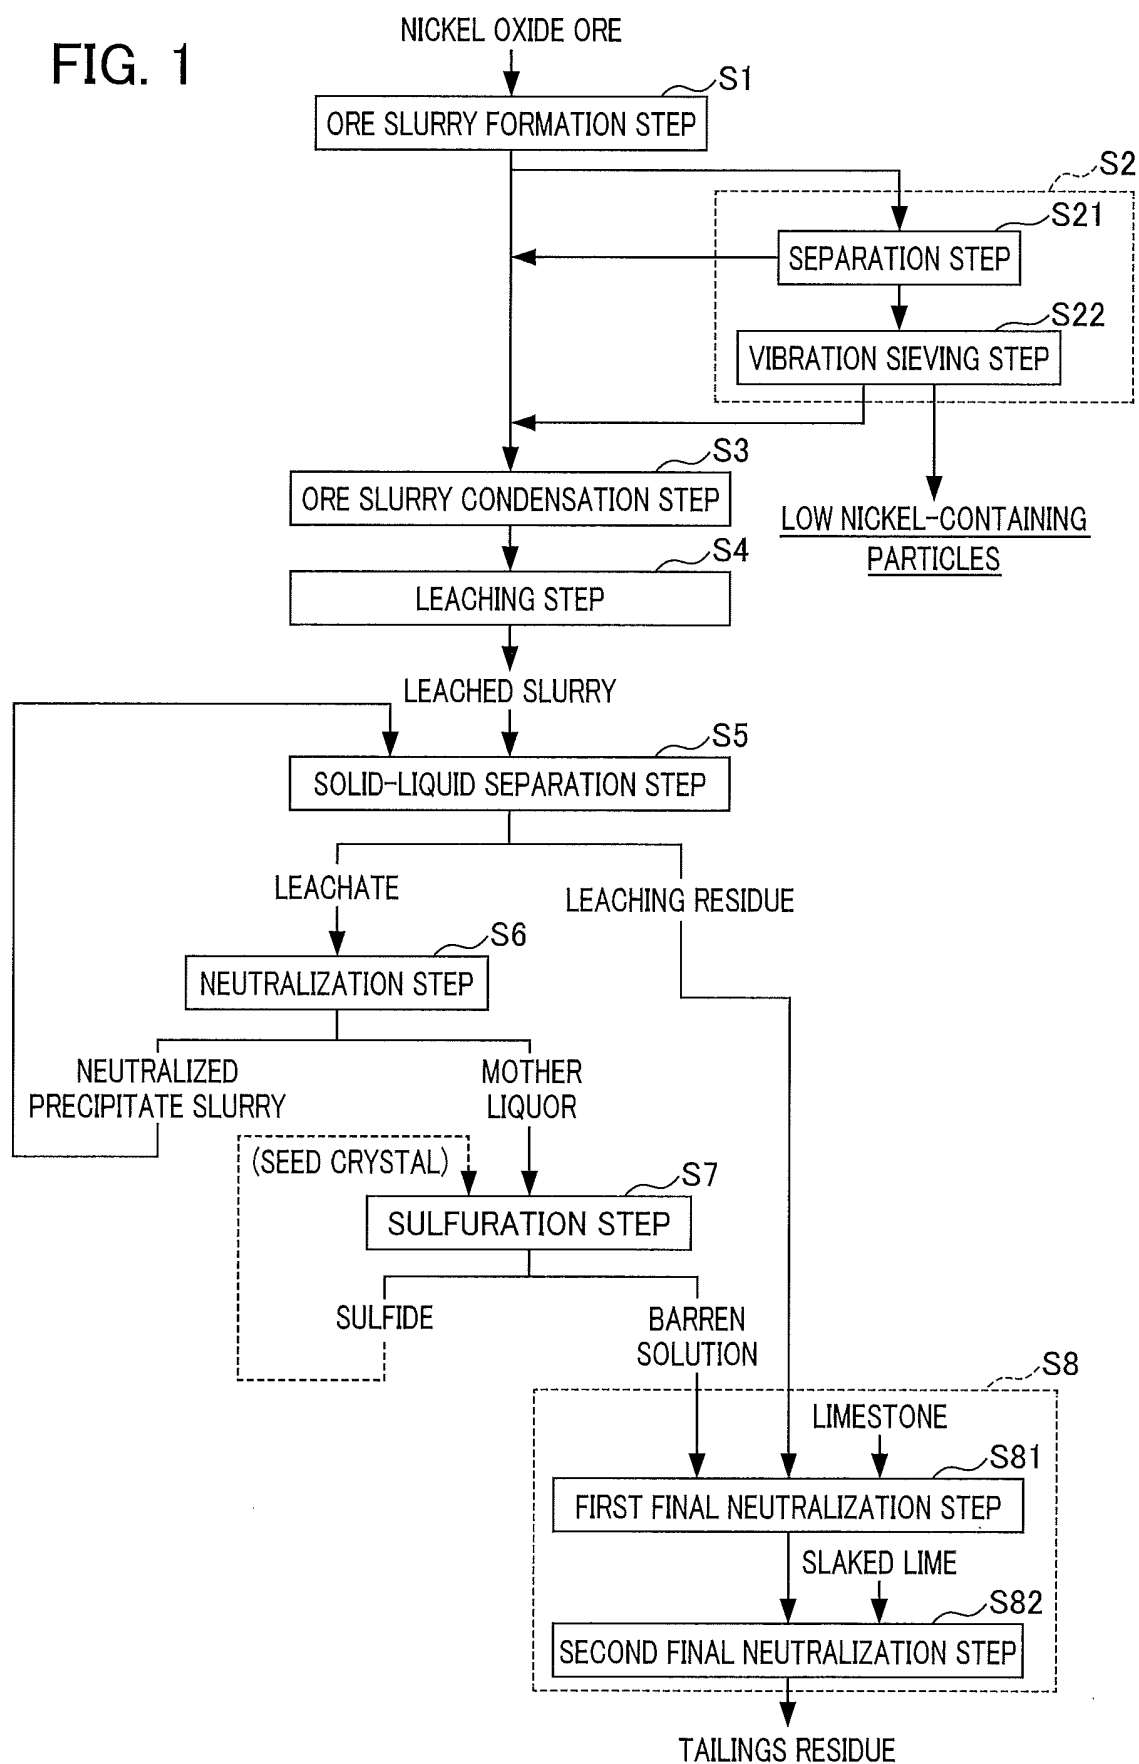 FIG. 1
NICKEL OXIDE ORE
S1
ORE SLURRY FORMATION STEP
S2
S21
SEPARATION STEP
S22
VIBRATION SIEVING STEP
S3
ORE SLURRY CONDENSATION STEP
LOW NICKEL-CONTAINING
PARTICLES
S4
LEACHING STEP
LEACHED SLURRY
S5
SOLID-LIQUID SEPARATION STEP
LEACHATE
LEACHING RESIDUE
S6
NEUTRALIZATION STEP
NEUTRALIZED
PRECIPITATE SLURRY
MOTHER
LIQUOR
(SEED CRYSTAL)
S7
SULFURATION STEP
SULFIDE
BARREN
SOLUTION
S8
LIMESTONE
S81
FIRST FINAL NEUTRALIZATION STEP
SLAKED LIME
S82
SECOND FINAL NEUTRALIZATION STEP
TAILINGS RESIDUE